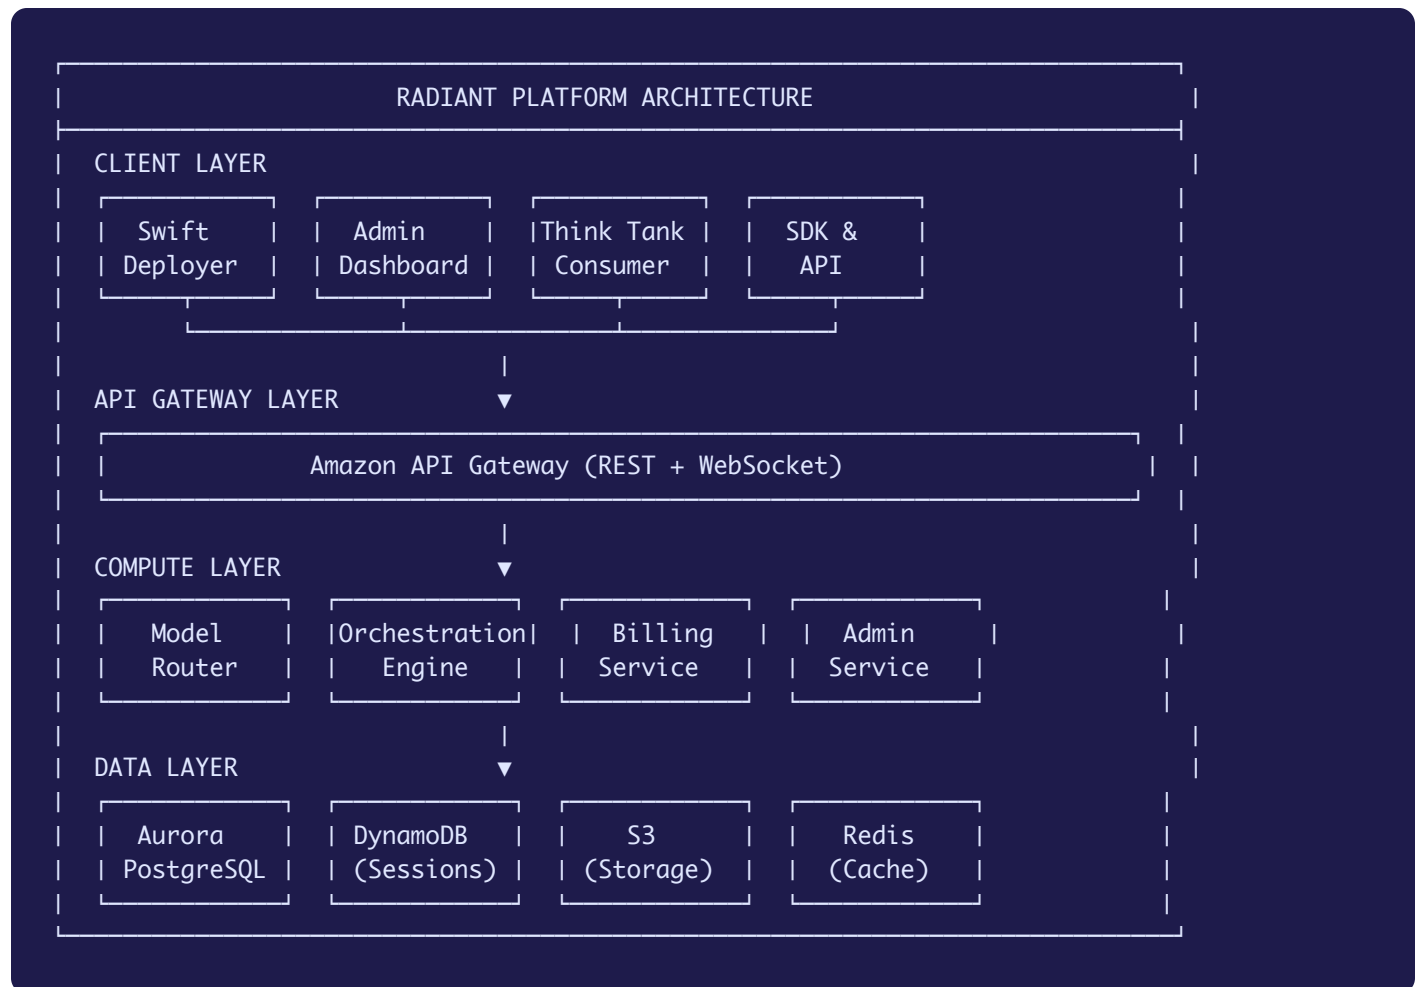 RADIANT PLATFORM ARCHITECTURE
CLIENT LAYER
Swift Admin Think Tank SDK &
Deployer Dashboard Consumer API
API GATEWAY LAYER
Amazon API Gateway (REST + WebSocket)
COMPUTE LAYER
Model Orchestration Billing Admin
Router Engine Service Service
DATA LAYER
Aurora DynamoDB S3 Redis
PostgreSQL (Sessions) (Storage) (Cache)